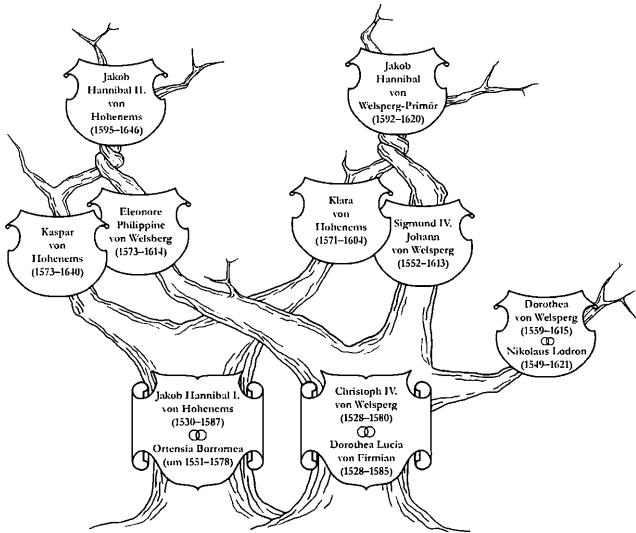 Jakob
Hannibal II.
von
Hohenems
(1595–1646)
Jakob
Hannibal
von
Welsperg-Primör
(1592–1620)
Kaspar
von
Hohenems
(1573–1640)
Eleonore
Philippine
von Welsberg
(1573–1614)
Klara
von
Hohenems
(1571–1604)
Sigmund IV.
Johann
von Welsperg
(1552–1613)
Dorothea
von Welsperg
(1559–1615)
Nikolaus Lodron
(1549–1621)
Jakob Hannibal I.
von Hohenems
(1530–1587)
Ortensia Borromea
(um 1551–1578)
Christoph IV.
von Welsperg
(1528–1580)
Dorothea Lucia
von Firmian
(1528–1585)